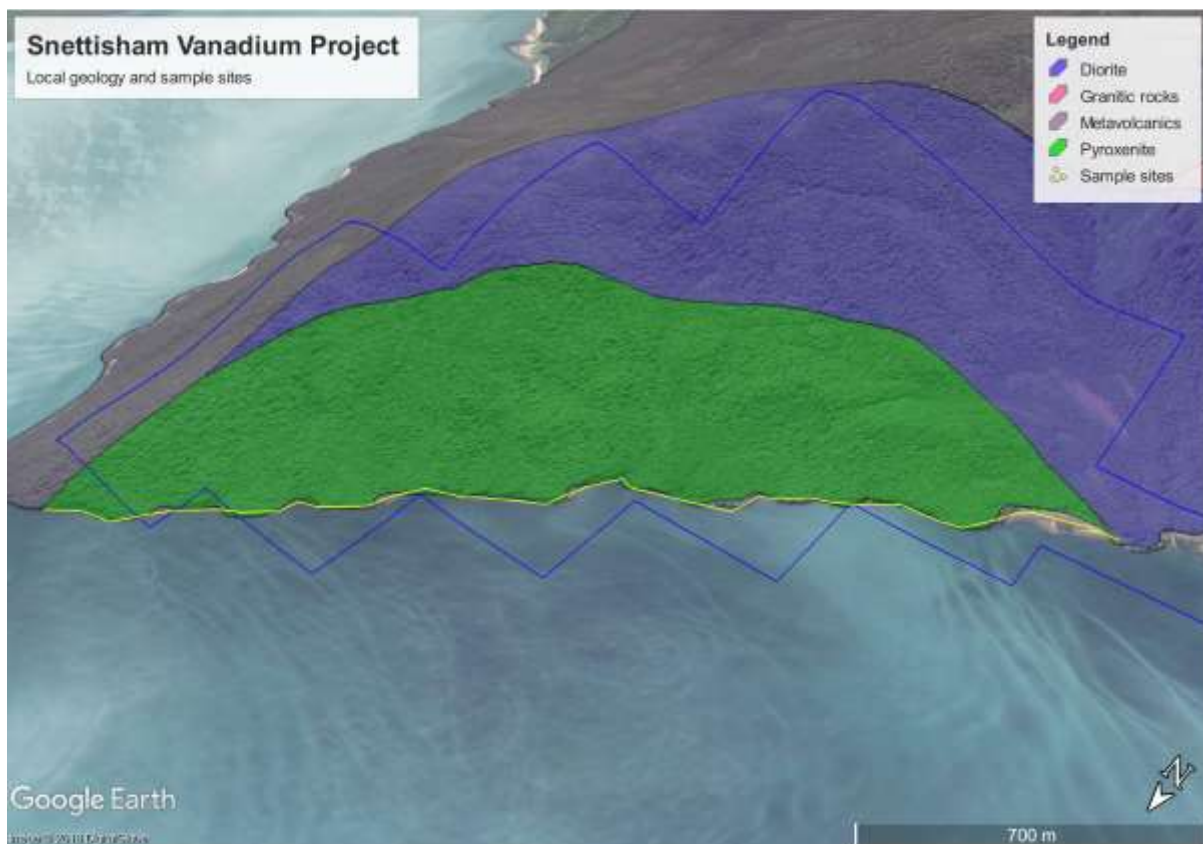 Snettisham Vanadium Project
Local geology and sample sites
Legend
Diorite
Granitic rocks
Metavolcanics
Pyroxenite
Sample sites
N
Google Earth
700 m